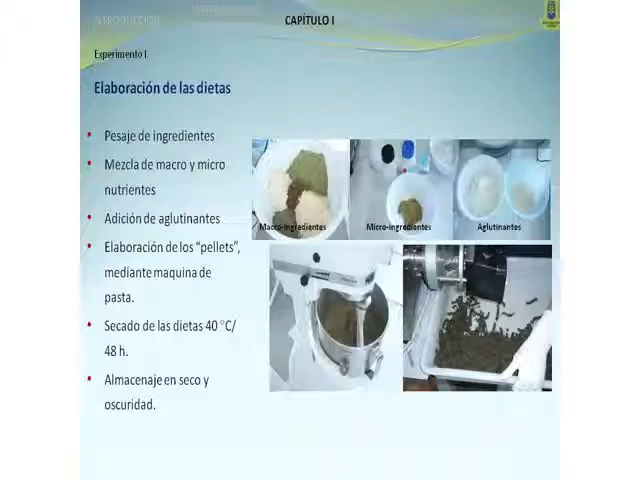 INTRODUCCIÓN
CAPÍTULO I
Experimento I.
Elaboración de las dietas
• Pesaje de ingredientes
• Mezcla de macro y micro
nutrientes
• Adición de aglutinantes
• Elaboración de los “pellets”,
mediante maquina de
pasta.
• Secado de las dietas 40 °C/
48 h.
• Almacenaje en seco y
oscuridad.
Macro-ingredientes
Micro-ingredientes
Aglutinantes